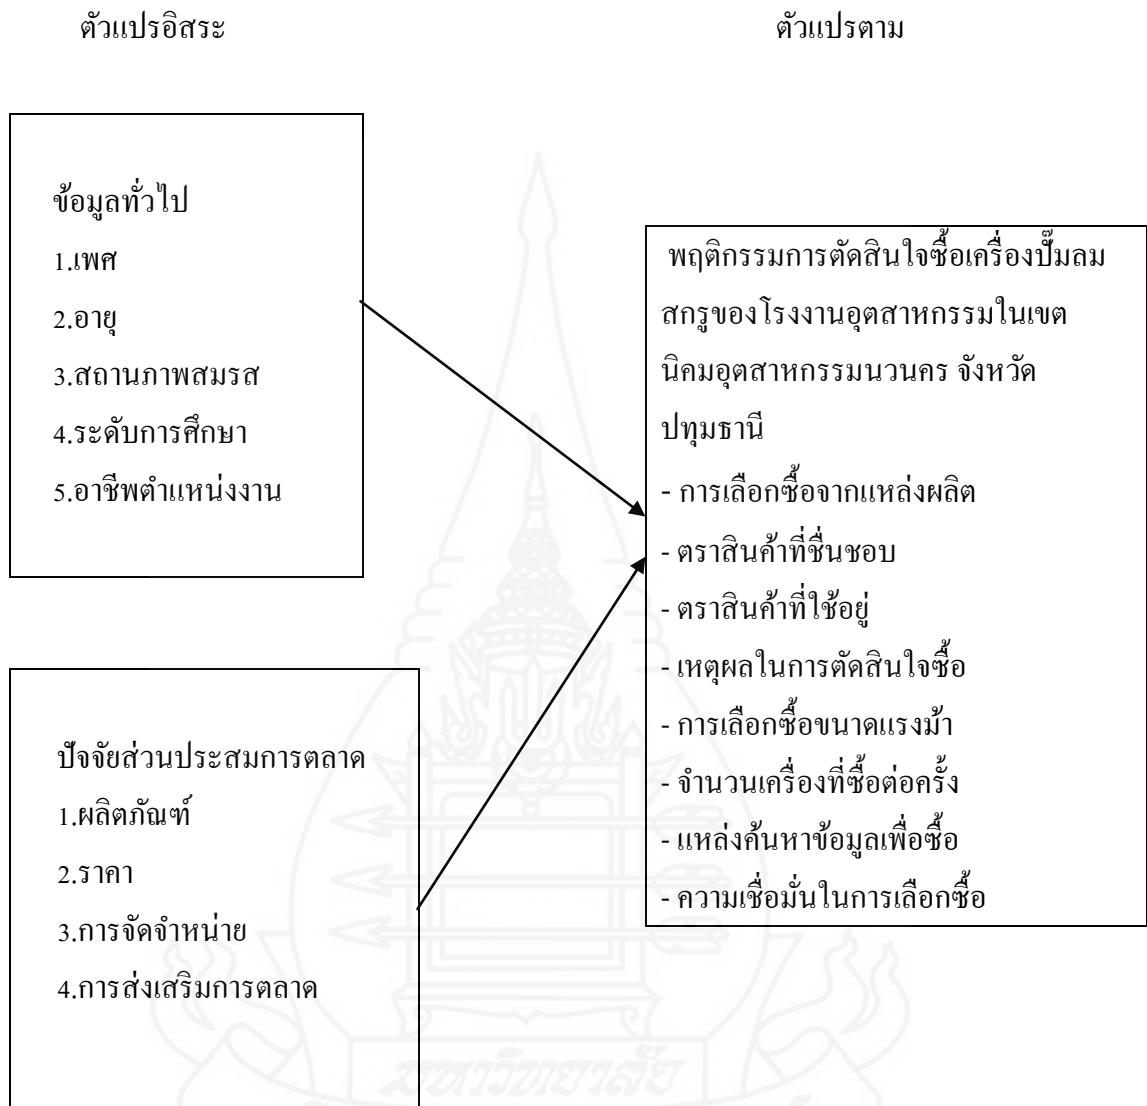 ตัวแปรอิสระ
ตัวแปรตาม
ข้อมูลทั่วไป
1.เพศ
2.อายุ
3.สถานภาพสมรส
4.ระดับการศึกษา
5.อาชีพตำแหน่งงาน
ปัจจัยส่วนประสมการตลาด
1.ผลิตภัณฑ์
2.ราคา
3.การจัดจำหน่าย
4.การส่งเสริมการตลาด
พฤติกรรมการตัดสินใจซื้อเครื่องปั๊มลม
สกรูของโรงงานอุตสาหกรรมในเขต
นิคมอุตสาหกรรมนวนคร จังหวัด
ปทุมธานี
- การเลือกซื้อจากแหล่งผลิต
- ตราสินค้าที่ชื่นชอบ
- ตราสินค้าที่ใช้อยู่
- เหตุผลในการตัดสินใจซื้อ
- การเลือกซื้อขนาดแรงม้า
- จำนวนเครื่องที่ซื้อต่อครั้ง
- แหล่งค้นหาข้อมูลเพื่อซื้อ
- ความเชื่อมั่นในการเลือกซื้อ
มหาวิทยาลัย